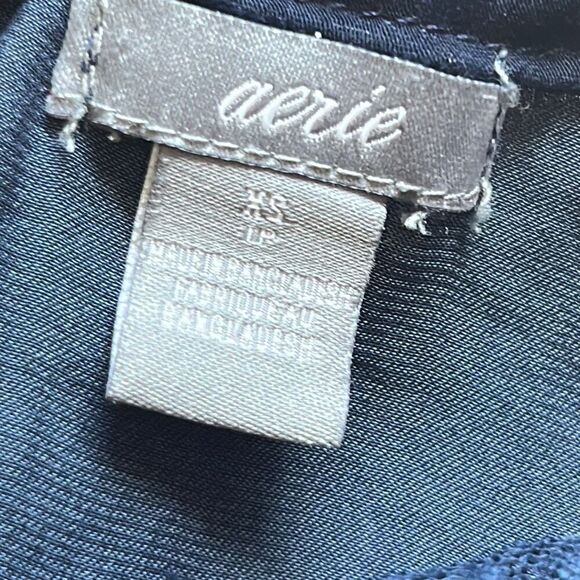 aerie
XS
TP
MADE IN BANGLADESH
FABRIQUÉ AU
BANGLADESH